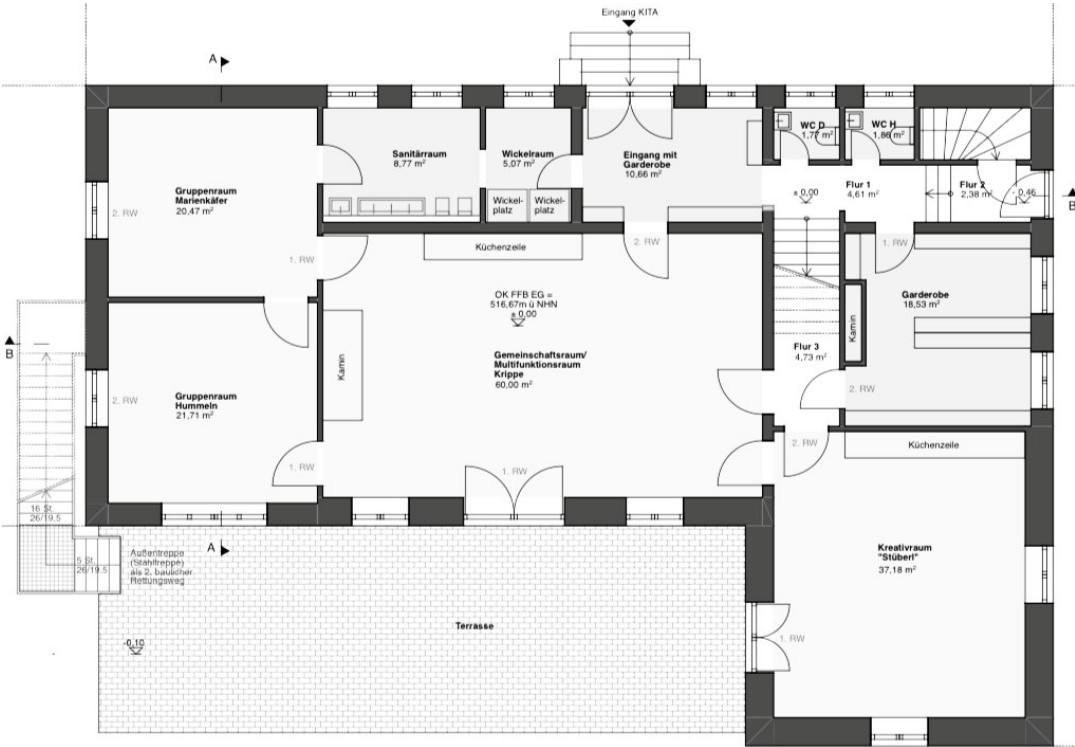 Eingang KITA
A
Sanitärraum
8,77 m²
Wickelraum
5,07 m²
Wickel-
platz
Wickel-
platz
Eingang mit
Garderobe
10,66 m²
WC D
1,77 m²
WC H
1,86 m²
Gruppenraum
Marienkäfer
20,47 m²
2. RW
1. RW
± 0,00
Flur 1
4,61 m²
Flur 2
2,38 m²
- 0,46
B
Küchenzeile
2. RW
1. RW
OK FFB EG =
516,67m ü NHN
± 0,00
Garderobe
18,53 m²
Kamin
Kamin
B
Gemeinschaftsraum/
Multifunktionsraum
Krippe
60,00 m²
Flur 3
4,73 m²
2. RW
Gruppenraum
Hummeln
21,71 m²
2. RW
1. RW
1. RW
2. RW
Küchenzeile
16 St.
26/19.5
5 St.
26/19.5
A
Außentreppe
(Stahltreppe)
als 2. baulicher
Rettungsweg
Kreativraum
"Stüberl"
37,18 m²
Terrasse
-0,10
1. RW